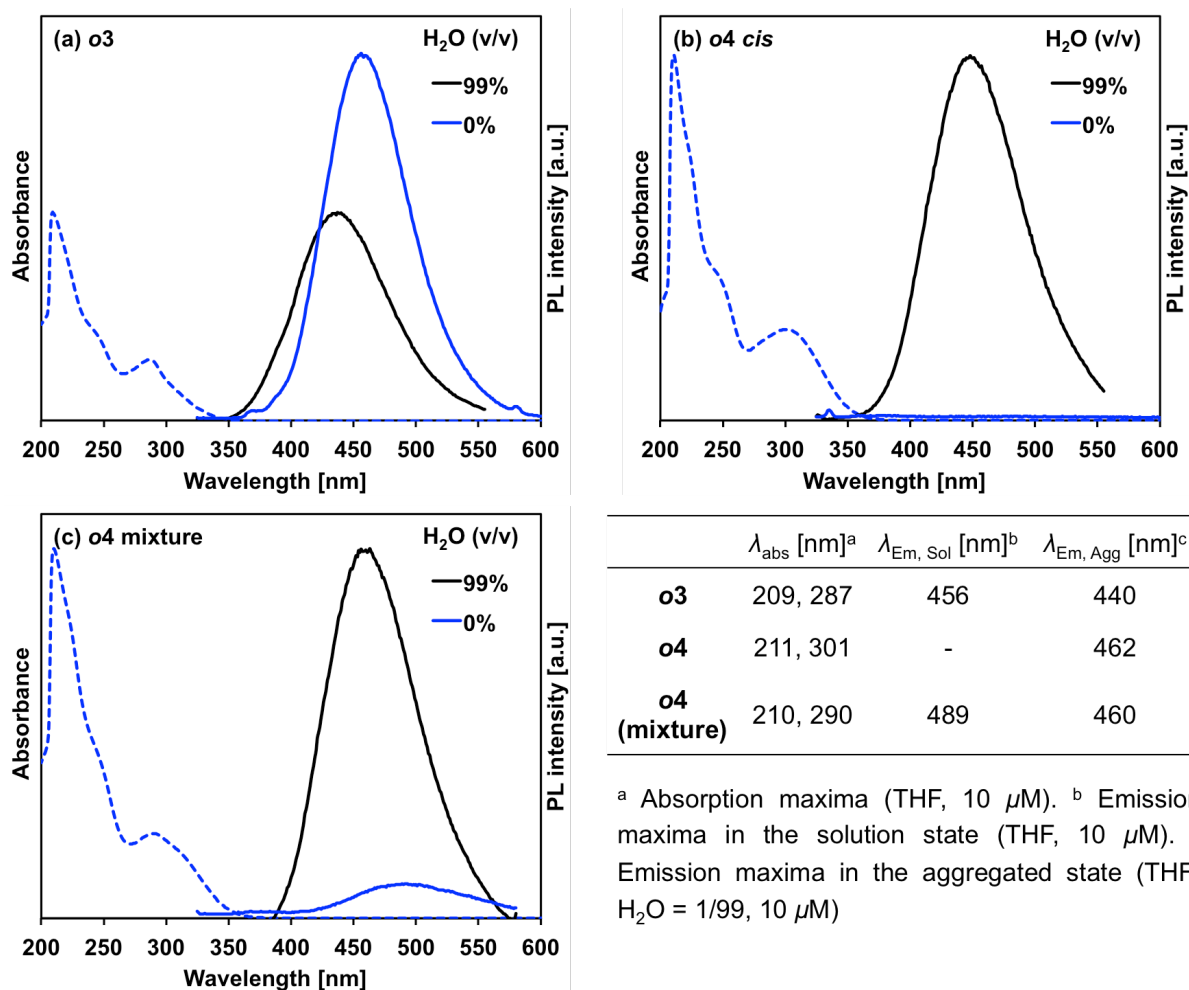 (a) o3
H₂O (v/v)
99%
0%
Absorbance
PL intensity [a.u.]
200 250 300 350 400 450 500 550 600
Wavelength [nm]
(b) o4 cis
H₂O (v/v)
99%
0%
Absorbance
PL intensity [a.u.]
200 250 300 350 400 450 500 550 600
Wavelength [nm]
(c) o4 mixture
H₂O (v/v)
99%
0%
Absorbance
PL intensity [a.u.]
200 250 300 350 400 450 500 550 600
Wavelength [nm]
λabs [nm]ᵃ λEm, Sol [nm]ᵇ λEm, Agg [nm]ᶜ
o3 209, 287 456 440
o4 211, 301 - 462
o4 (mixture) 210, 290 489 460
ᵃ Absorption maxima (THF, 10 µM). ᵇ Emission
maxima in the solution state (THF, 10 µM).
Emission maxima in the aggregated state (THF
H₂O = 1/99, 10 µM)